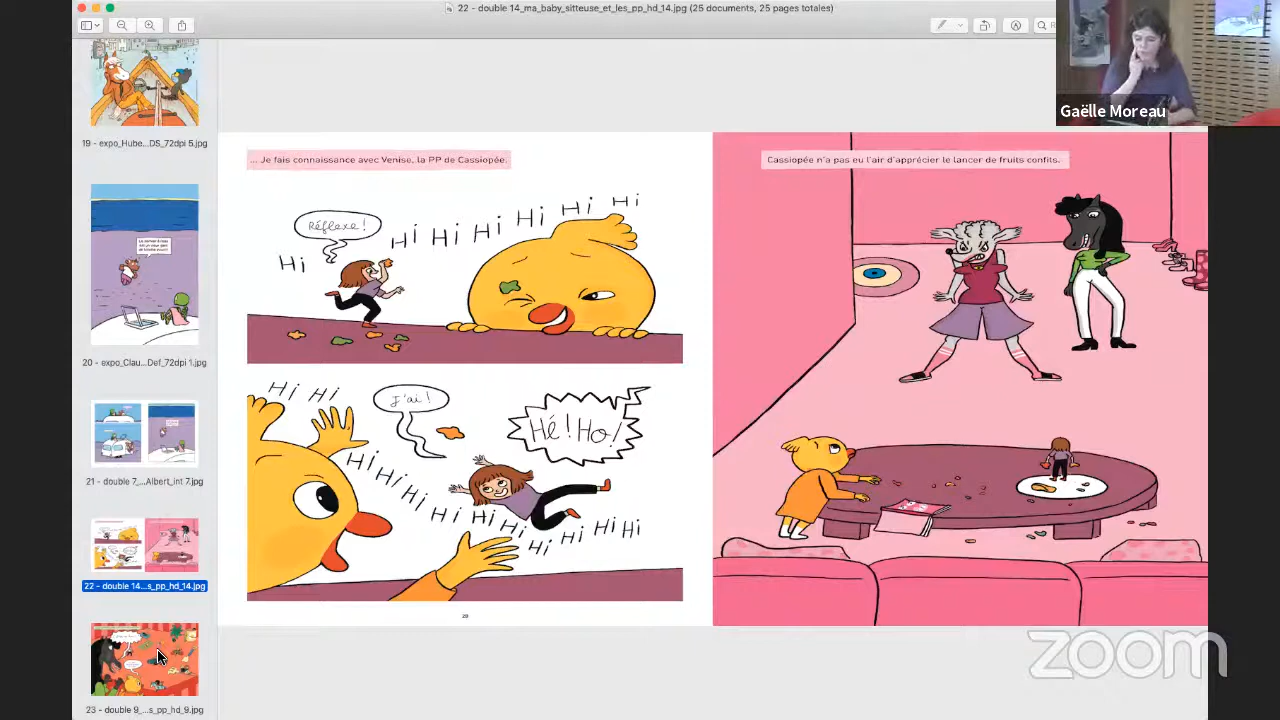 22 - double 14_ma_baby_sitteuse_et_les_pp_hd_14.jpg (25 documents, 25 pages totales)
Gaëlle Moreau
19 - expo_Hube...DS_72dpi 5.jpg
20 - expo_Clau...Def_72dpi 1.jpg
21 - double 7_...Albert_int 7.jpg
22 - double 14...s_pp_hd_14.jpg
23 - double 9_...s_pp_hd_9.jpg
... Je fais connaissance avec Venise, la PP de Cassiopée.
Réflexe !
Hi Hi Hi Hi Hi Hi Hi
Hi Hi
J'ai !
Hé ! Ho !
Hi Hi Hi Hi Hi Hi Hi Hi Hi Hi
20
Cassiopée n'a pas eu l'air d'apprécier le lancer de fruits confits.
zoom